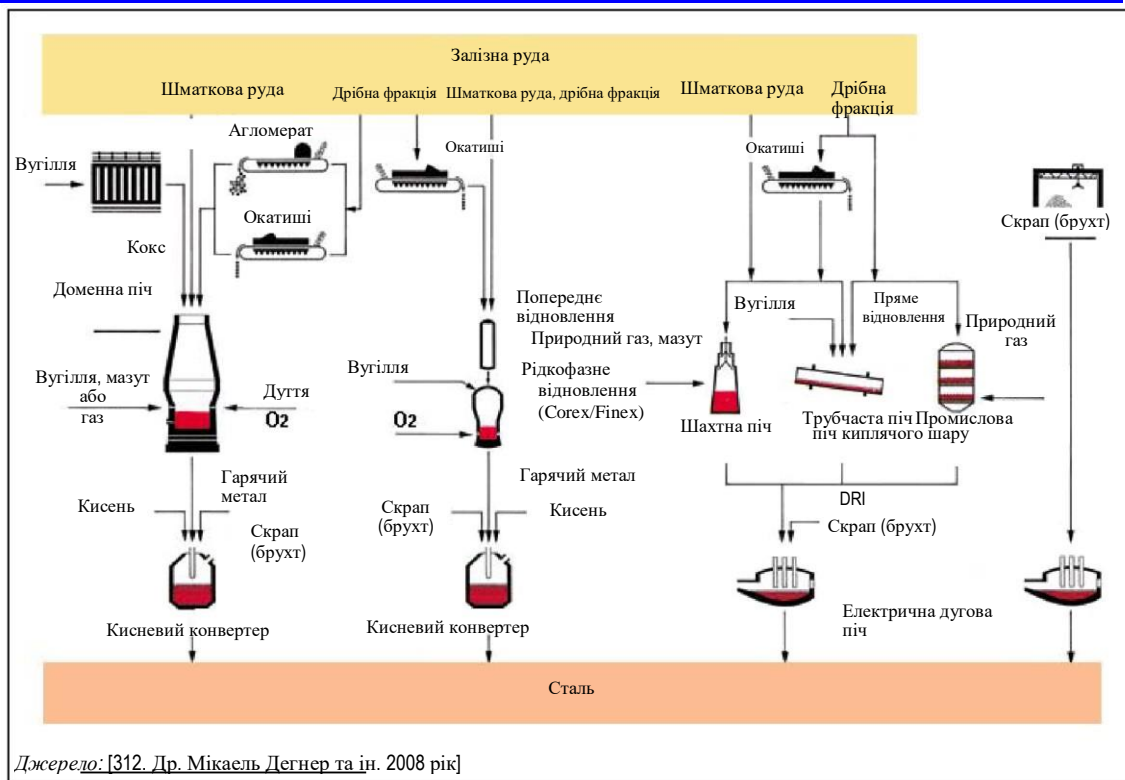 Залізна руда
Шматкова руда
Дрібна фракція
Шматкова руда, дрібна фракція
Шматкова руда
Дрібна
фракція
Агломерат
Вугілля
Окатиші
Окатиші
Окатиші
Скрап (брухт)
Кокс
Доменна піч
Попереднє
відновлення
Природний газ, мазут
Вугілля
Пряме
відновлення
Природний
газ
Вугілля, мазут
або
газ
Дуття
O2
Вугілля
O2
Рідкофазне
відновлення
(Corex/Finex)
Шахтна піч
Трубчаста піч Промислова
піч киплячого шару
Гарячий
метал
Кисень
Скрап
(брухт)
Гарячий метал
Скрап
(брухт)
Кисень
DRI
Скрап (брухт)
Кисневий конвертер
Кисневий конвертер
Електрична дугова
піч
Сталь
Джерело: [312. Др. Мікаель Дегнер та ін. 2008 рік]